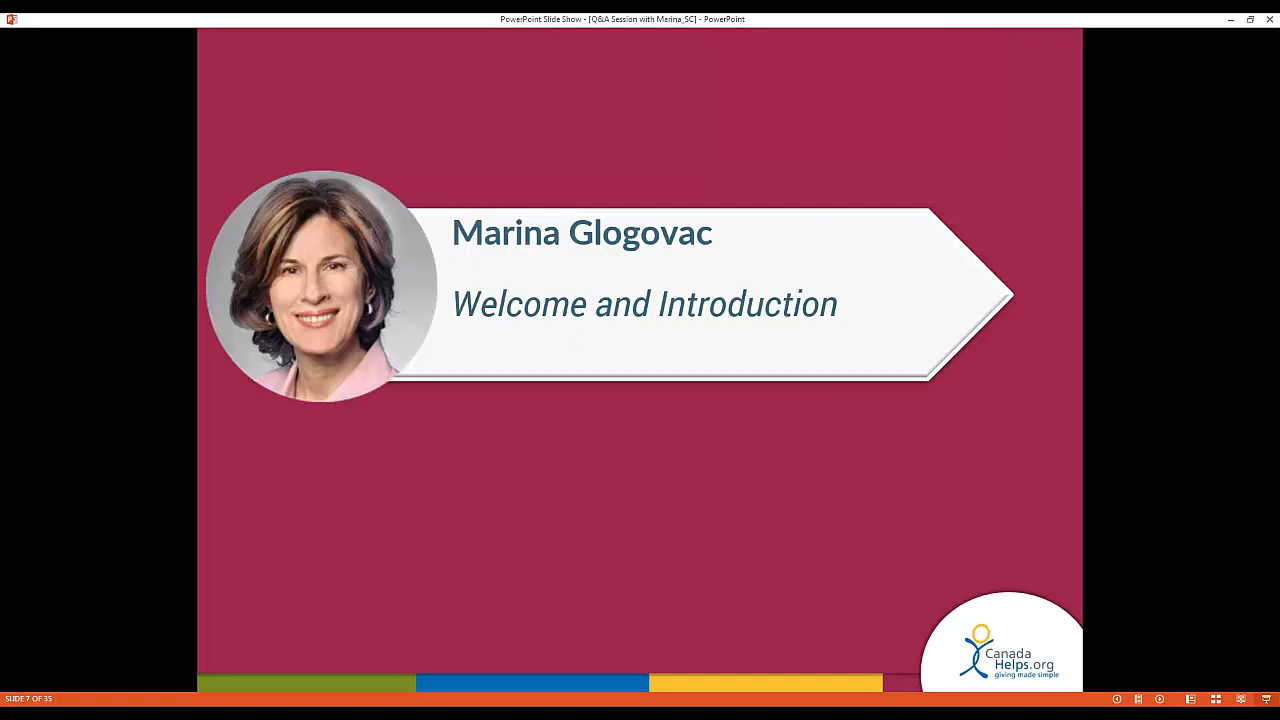 PowerPoint Slide Show - [Q&A Session with Marina_SC] - PowerPoint
Marina Glogovac
Welcome and Introduction
Canada
Helps.org
giving made simple
SLIDE 7 OF 35